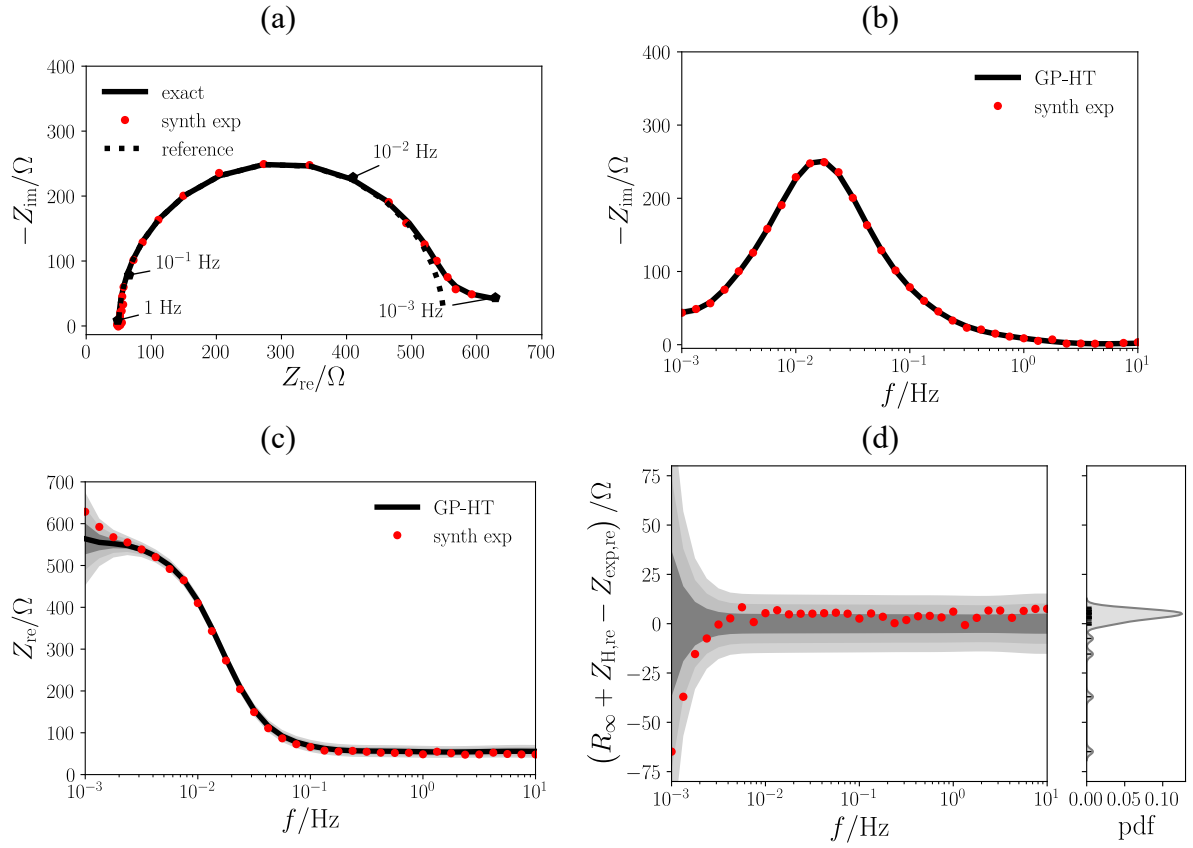 (a)
400
300
200
100
0
−Z_im/Ω
exact
synth exp
reference
10^−2 Hz
10^−1 Hz
1 Hz
10^−3 Hz
0 100 200 300 400 500 600 700
Z_re/Ω
(b)
400
300
200
100
0
−Z_im/Ω
GP-HT
synth exp
10^−3 10^−2 10^−1 10^0 10^1
f/Hz
(c)
700
600
500
400
300
200
100
0
Z_re/Ω
GP-HT
synth exp
10^−3 10^−2 10^−1 10^0 10^1
f/Hz
(d)
75
50
25
0
−25
−50
−75
(R_∞ + Z_H,re − Z_exp,re) /Ω
10^−3 10^−2 10^−1 10^0 10^1
f/Hz
0.00 0.05 0.10
pdf